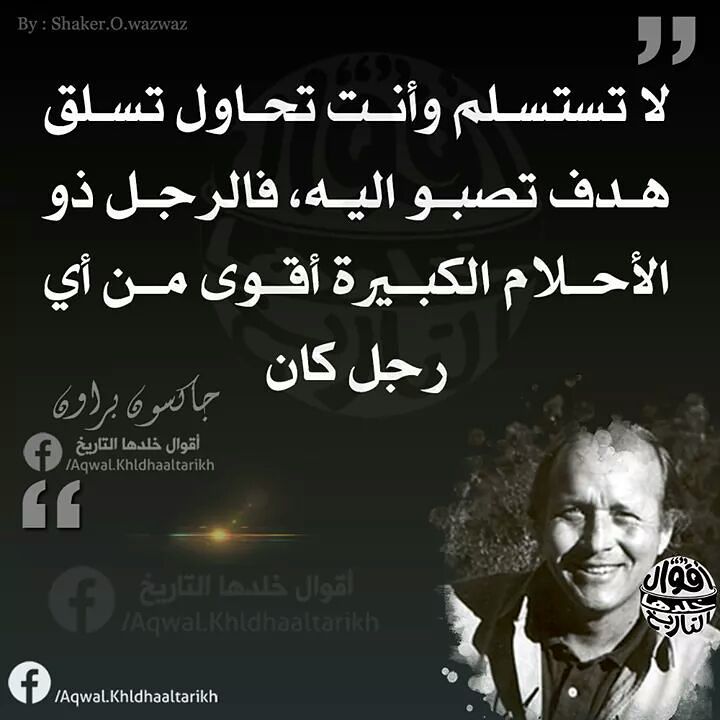 By : Shaker.O.wazwaz
لا تستسلم وأنت تحاول تسلق
هدف تصبو اليه، فالرجل ذو
الأحلام الكبيرة أقوى من أي
رجل كان
جاكسون براون
أقوال خلدها التاريخ
/Aqwal.Khldhaaltarikh
أقوال خلدها التاريخ
/Aqwal.Khldhaaltarikh
أقوال
خلدها
التاريخ
/Aqwal.Khldhaaltarikh